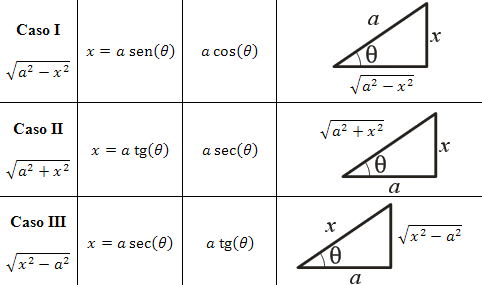 Caso I
√(a² − x²)
x = a sen(θ)
a cos(θ)
a
x
θ
√(a² − x²)
Caso II
√(a² + x²)
x = a tg(θ)
a sec(θ)
√(a² + x²)
x
θ
a
Caso III
√(x² − a²)
x = a sec(θ)
a tg(θ)
x
√(x² − a²)
θ
a